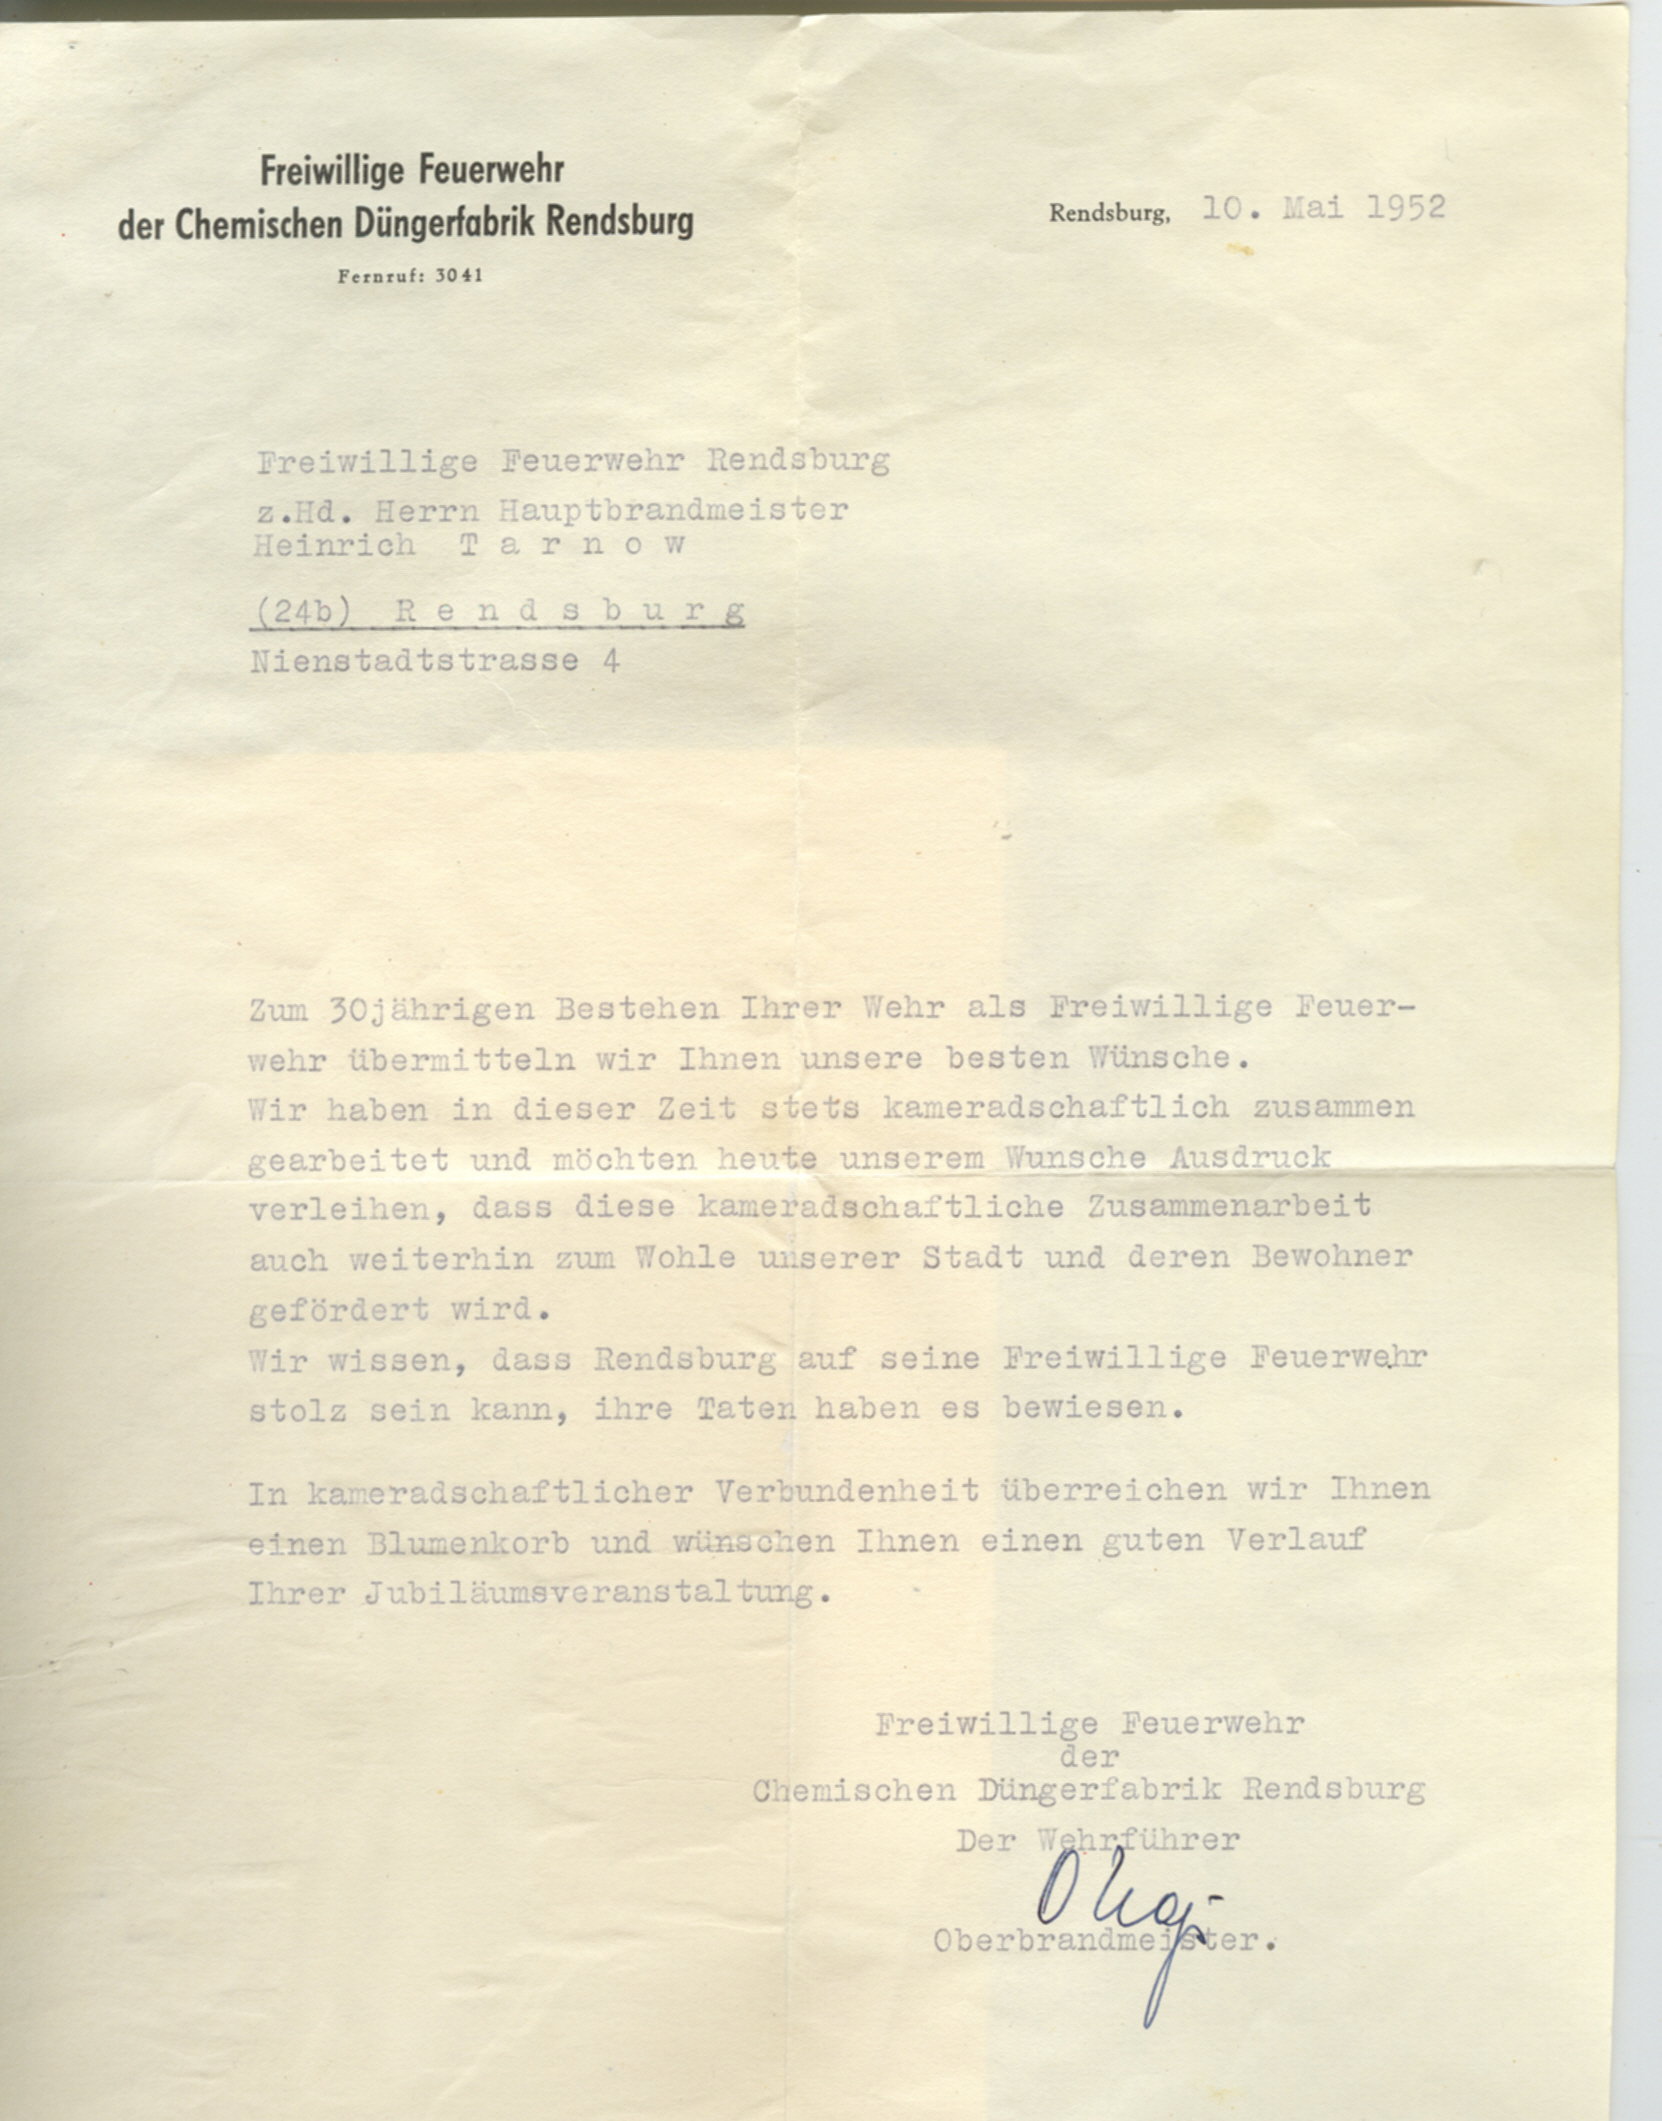 Freiwillige Feuerwehr
der Chemischen Düngerfabrik Rendsburg
Fernruf: 3041
Rendsburg, 10. Mai 1952
Freiwillige Feuerwehr Rendsburg
z.Hd. Herrn Hauptbrandmeister
Heinrich T a r n o w
(24b) R e n d s b u r g
Nienstadtstrasse 4
Zum 30jährigen Bestehen Ihrer Wehr als Freiwillige Feuer-
wehr übermitteln wir Ihnen unsere besten Wünsche.
Wir haben in dieser Zeit stets kameradschaftlich zusammen
gearbeitet und möchten heute unserem Wunsche Ausdruck
verleihen, dass diese kameradschaftliche Zusammenarbeit
auch weiterhin zum Wohle unserer Stadt und deren Bewohner
gefördert wird.
Wir wissen, dass Rendsburg auf seine Freiwillige Feuerwehr
stolz sein kann, ihre Taten haben es bewiesen.
In kameradschaftlicher Verbundenheit überreichen wir Ihnen
einen Blumenkorb und wünschen Ihnen einen guten Verlauf
Ihrer Jubiläumsveranstaltung.
Freiwillige Feuerwehr
der
Chemischen Düngerfabrik Rendsburg
Der Wehrführer
Oberbrandmeister.